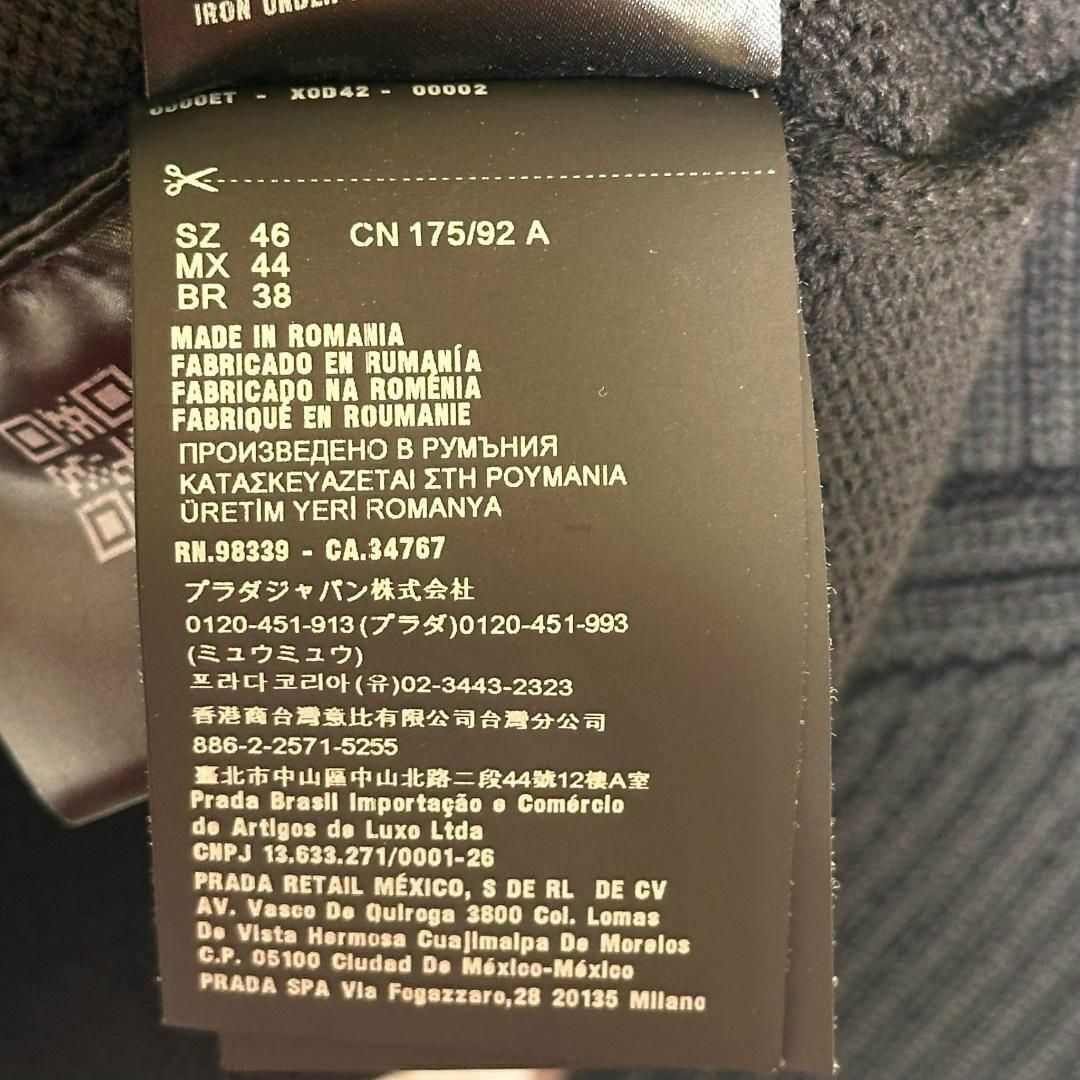 IRON UNDER
0000ET - X0D42 - 00002 1
SZ 46 CN 175/92 A
MX 44
BR 38
MADE IN ROMANIA
FABRICADO EN RUMANÍA
FABRICADO NA ROMÉNIA
FABRIQUÉ EN ROUMANIE
ПРОИЗВЕДЕНО В РУМЪНИЯ
ΚΑΤΑΣΚΕΥΑΖΕΤΑΙ ΣΤΗ ΡΟΥΜΑΝΙΑ
ÜRETİM YERİ ROMANYA
RN.98339 - CA.34767
プラダジャパン株式会社
0120-451-913(プラダ)0120-451-993
(ミュウミュウ)
프라다코리아(유)02-3443-2323
香港商台灣意比有限公司台灣分公司
886-2-2571-5255
臺北市中山區中山北路二段44號12樓A室
Prada Brasil Importação e Comércio
de Artigos de Luxo Ltda
CNPJ 13.633.271/0001-26
PRADA RETAIL MÉXICO, S DE RL DE CV
AV. Vasco De Quiroga 3800 Col. Lomas
De Vista Hermosa Cuajimalpa De Morelos
C.P. 05100 Ciudad De México-México
PRADA SPA Via Fogazzaro,28 20135 Milano